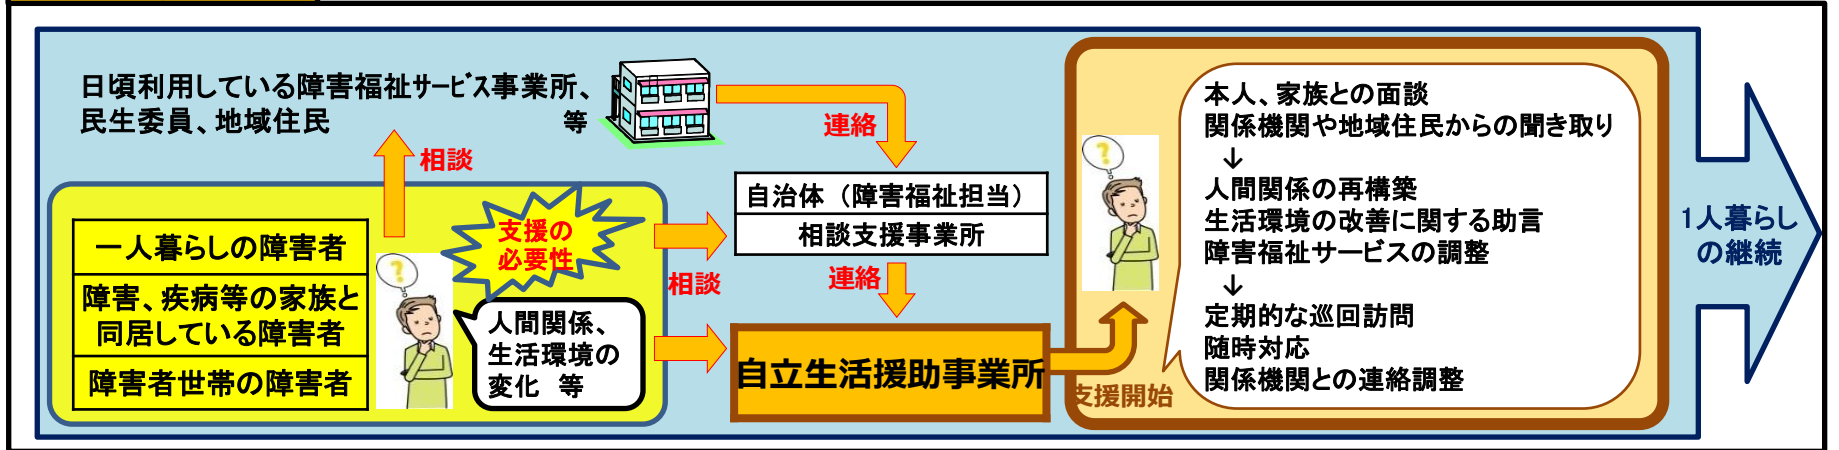 日頃利用している障害福祉サービス事業所、
民生委員、地域住民　等
連絡
相談
一人暮らしの障害者
障害、疾病等の家族と
同居している障害者
障害者世帯の障害者
?
支援の
必要性
人間関係、
生活環境の
変化　等
相談
自治体（障害福祉担当）
相談支援事業所
連絡
自立生活援助事業所
支援開始
?
本人、家族との面談
関係機関や地域住民からの聞き取り
↓
人間関係の再構築
生活環境の改善に関する助言
障害福祉サービスの調整
↓
定期的な巡回訪問
随時対応
関係機関との連絡調整
1人暮らし
の継続